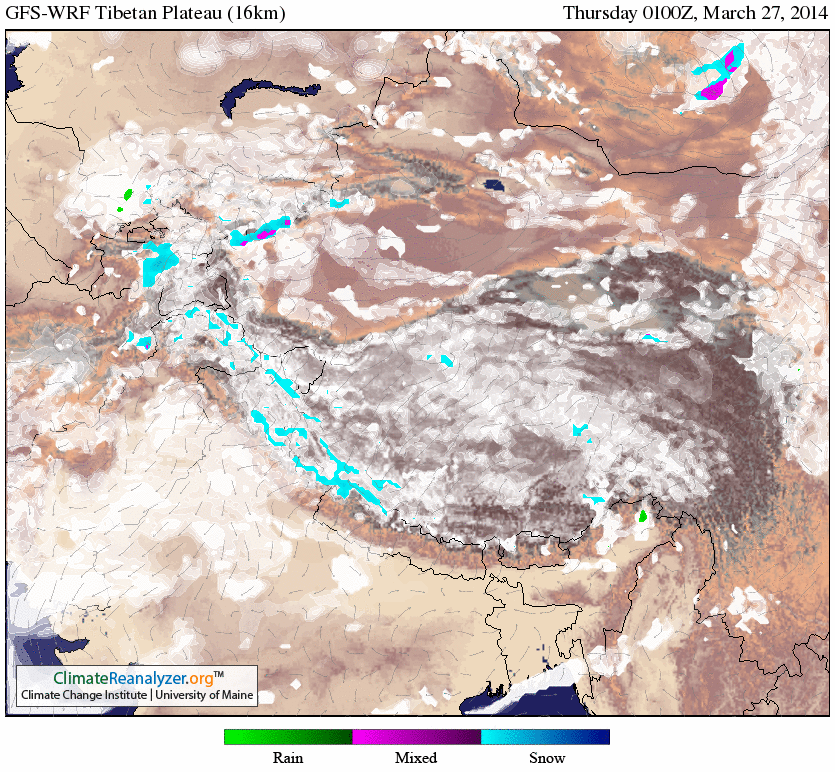 GFS-WRF Tibetan Plateau (16km) Thursday 0100Z, March 27, 2014
ClimateReanalyzer.org™
Climate Change Institute | University of Maine
Rain Mixed Snow